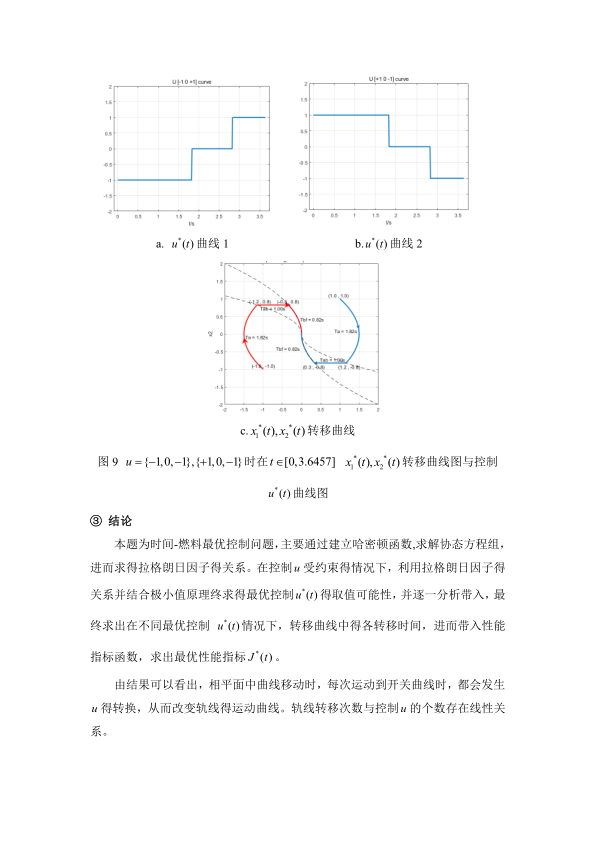 U [-1 0 +1] curve
2
1.5
1
0.5
0
-0.5
-1
-1.5
-2
0 0.5 1 1.5 2 2.5 3 3.5
t/s
U [+1 0 -1] curve
2
1.5
1
0.5
0
-0.5
-1
-1.5
-2
0 0.5 1 1.5 2 2.5 3 3.5
t/s
a. u*(t)曲线 1
b. u*(t)曲线 2
2
1.5
1
0.5
0
-0.5
-1
-1.5
-2
x2
(-1.2 , 0.8)
Tab = 1.00s
(1.0 , 1.0)
Tbf = 0.82s
Ta = 1.82s
Ta = 1.82s
Tbf = 0.82s
Tab = 1.00s
-1.0)
(0.3 , -0.8)
(1.2 , -0.8)
-2 -1.5 -1 -0.5 0 0.5 1 1.5 2
c. x₁*(t), x₂*(t)转移曲线
图 9 u = {−1,0,−1},{+1,0,−1}时在t∈[0,3.6457] x₁*(t), x₂*(t)转移曲线图与控制
u*(t)曲线图
③ 结论
本题为时间-燃料最优控制问题，主要通过建立哈密顿函数,求解协态方程组，
进而求得拉格朗日因子得关系。在控制u受约束得情况下，利用拉格朗日因子得
关系并结合极小值原理终求得最优控制u*(t)得取值可能性，并逐一分析带入，最
终求出在不同最优控制 u*(t)情况下，转移曲线中得各转移时间，进而带入性能
指标函数，求出最优性能指标J*(t)。
由结果可以看出，相平面中曲线移动时，每次运动到开关曲线时，都会发生
u得转换，从而改变轨线得运动曲线。轨线转移次数与控制u的个数存在线性关
系。